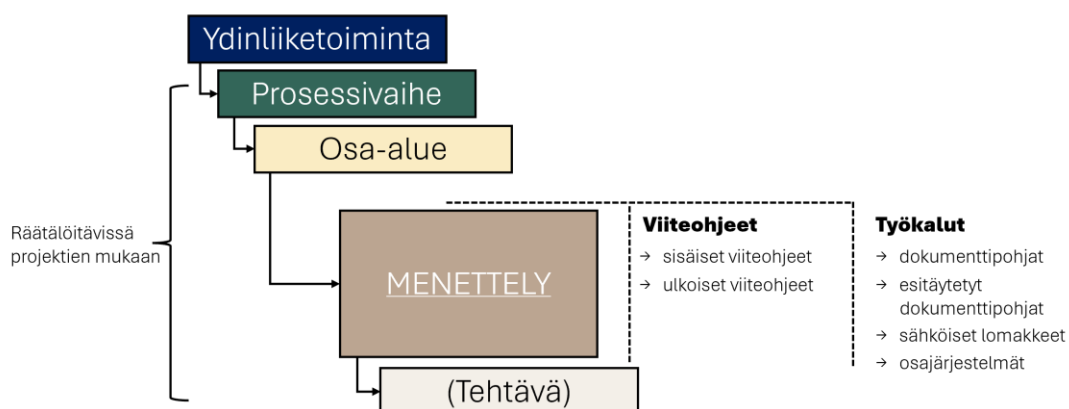 Ydinliiketoiminta
Prosessivaihe
Osa-alue
Räätälöitävissä
projektien mukaan
MENETTELY
(Tehtävä)
Viiteohjeet
→ sisäiset viiteohjeet
→ ulkoiset viiteohjeet
Työkalut
→ dokumenttipohjat
→ esitäytetyt
dokumenttipohjat
→ sähköiset lomakkeet
→ osajärjestelmät